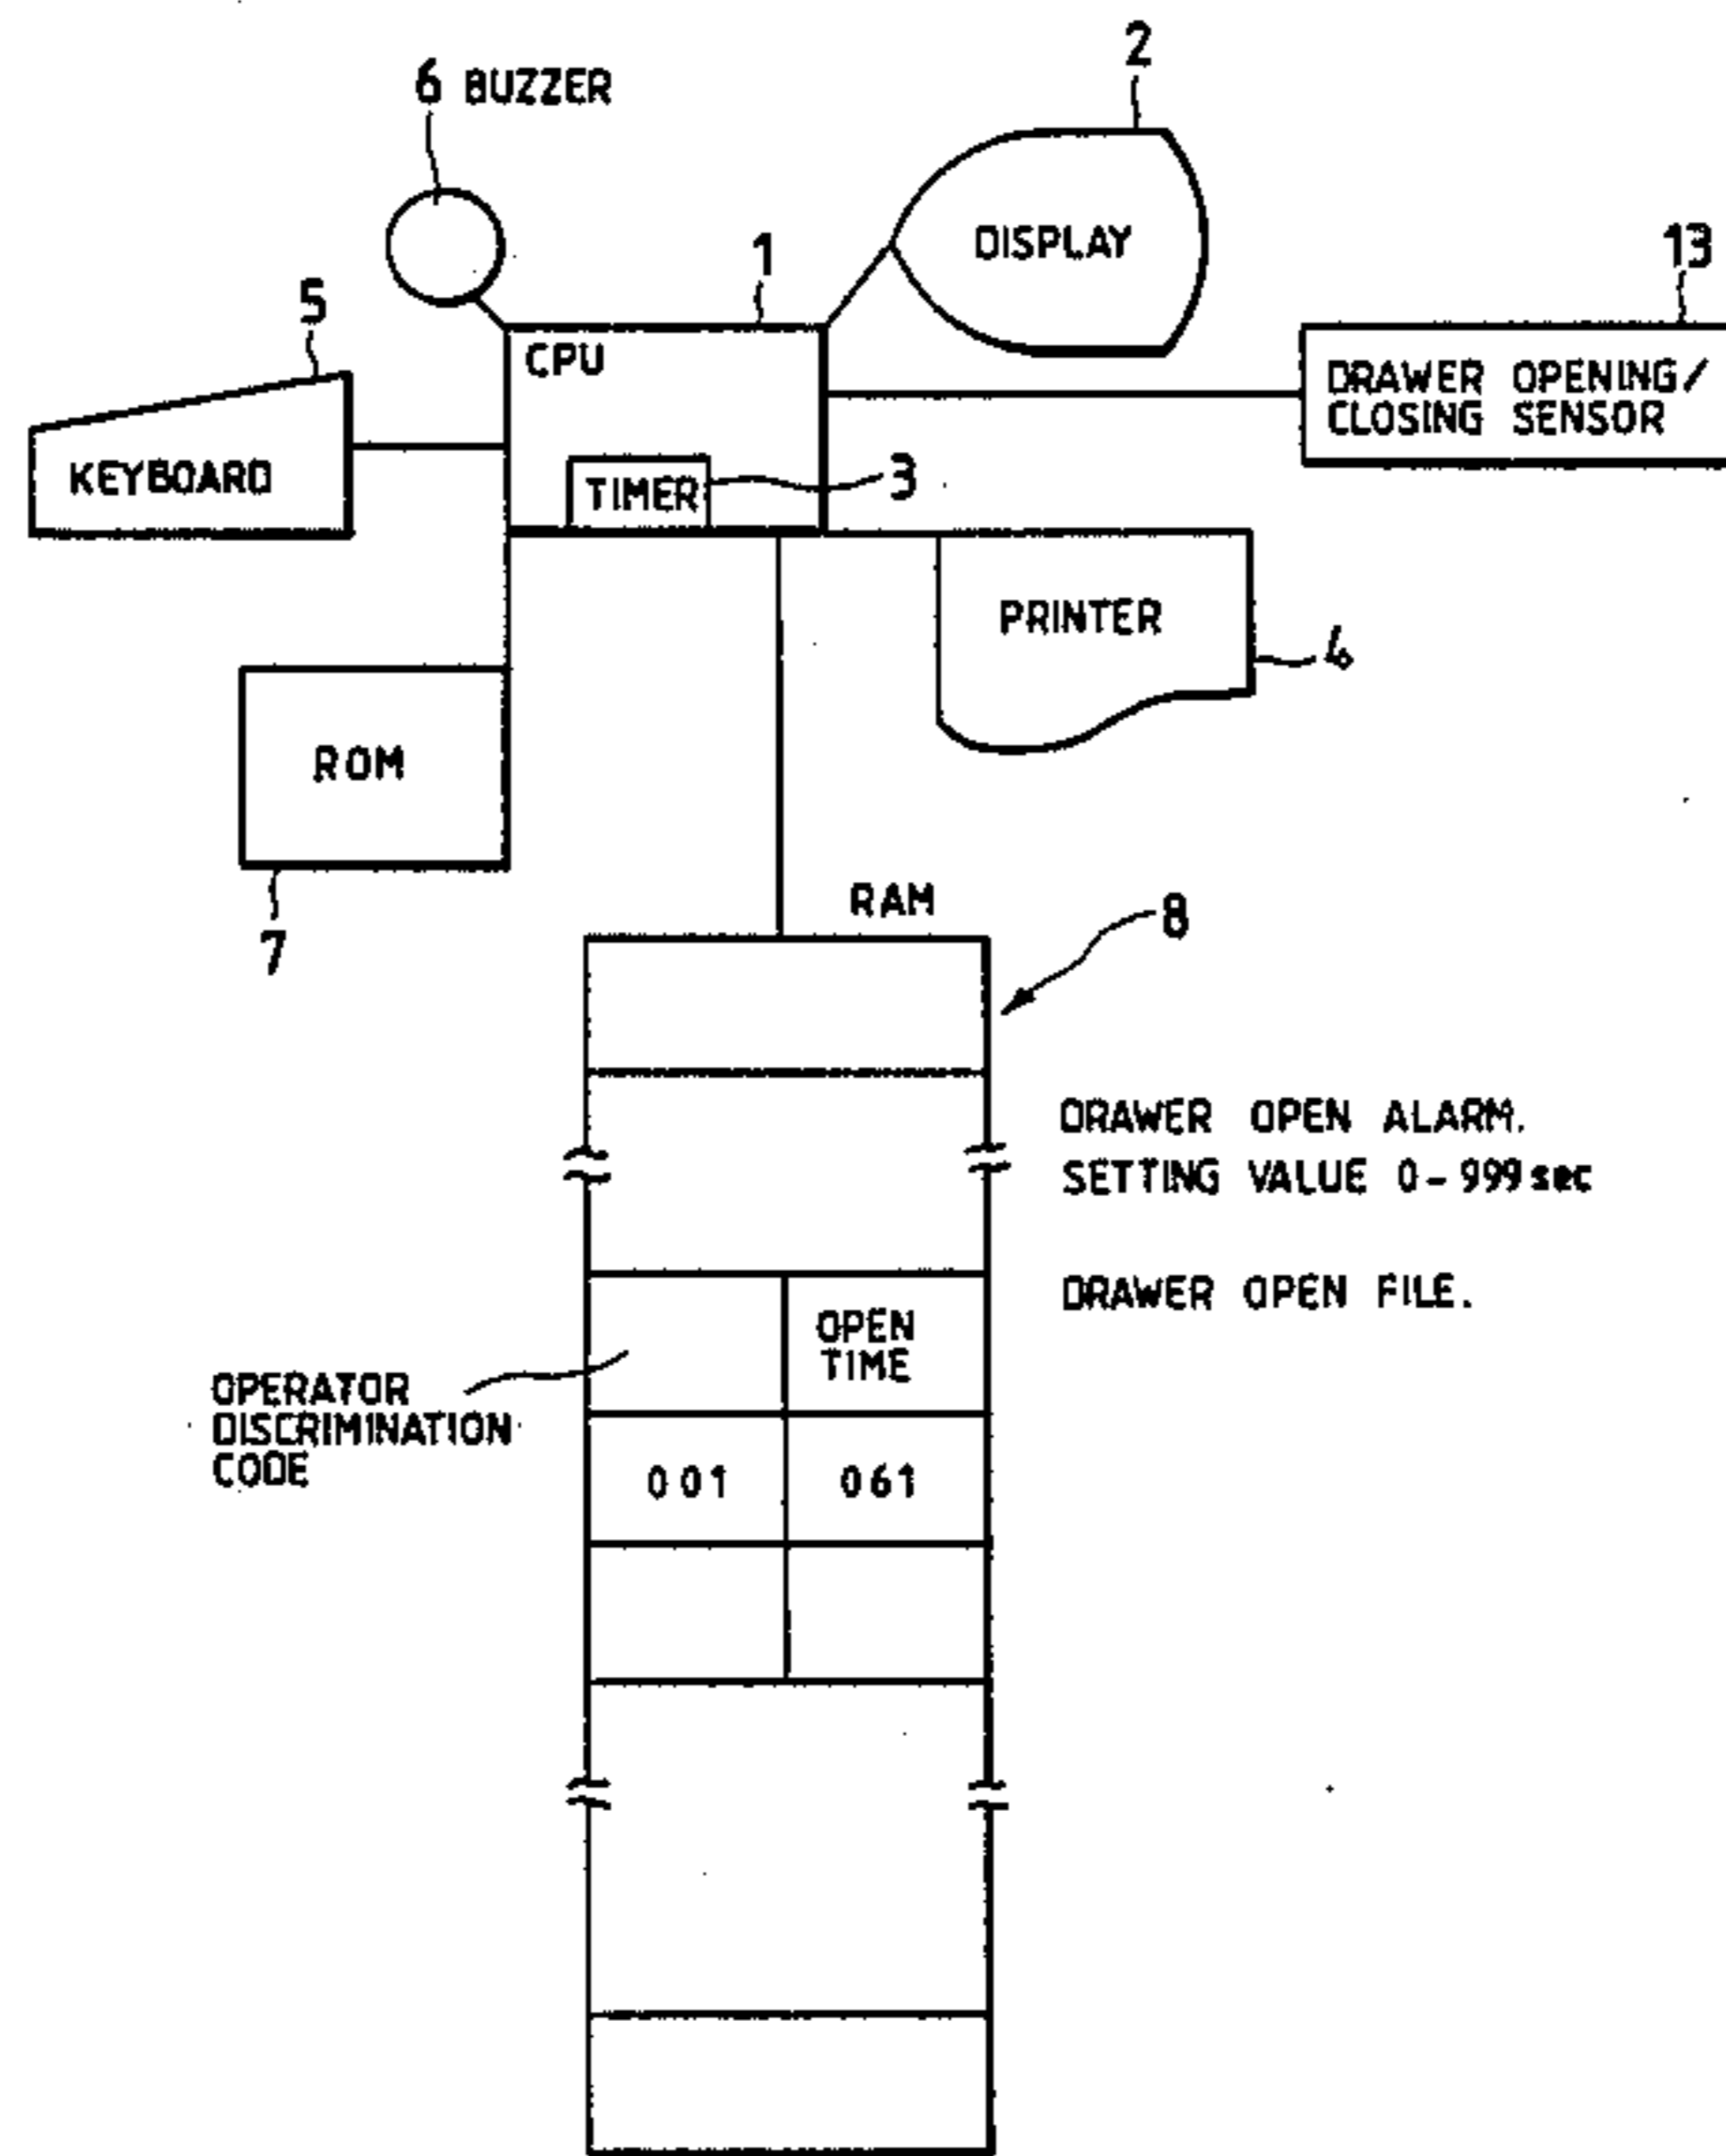 2
6 BUZZER
1
DISPLAY
13
5
CPU
DRAWER OPENING/
CLOSING SENSOR
KEYBOARD
TIMER
3
PRINTER
4
ROM
7
RAM
8
DRAWER OPEN ALARM.
SETTING VALUE 0-999sec
DRAWER OPEN FILE.
OPEN
TIME
OPERATOR
DISCRIMINATION
CODE
001
061